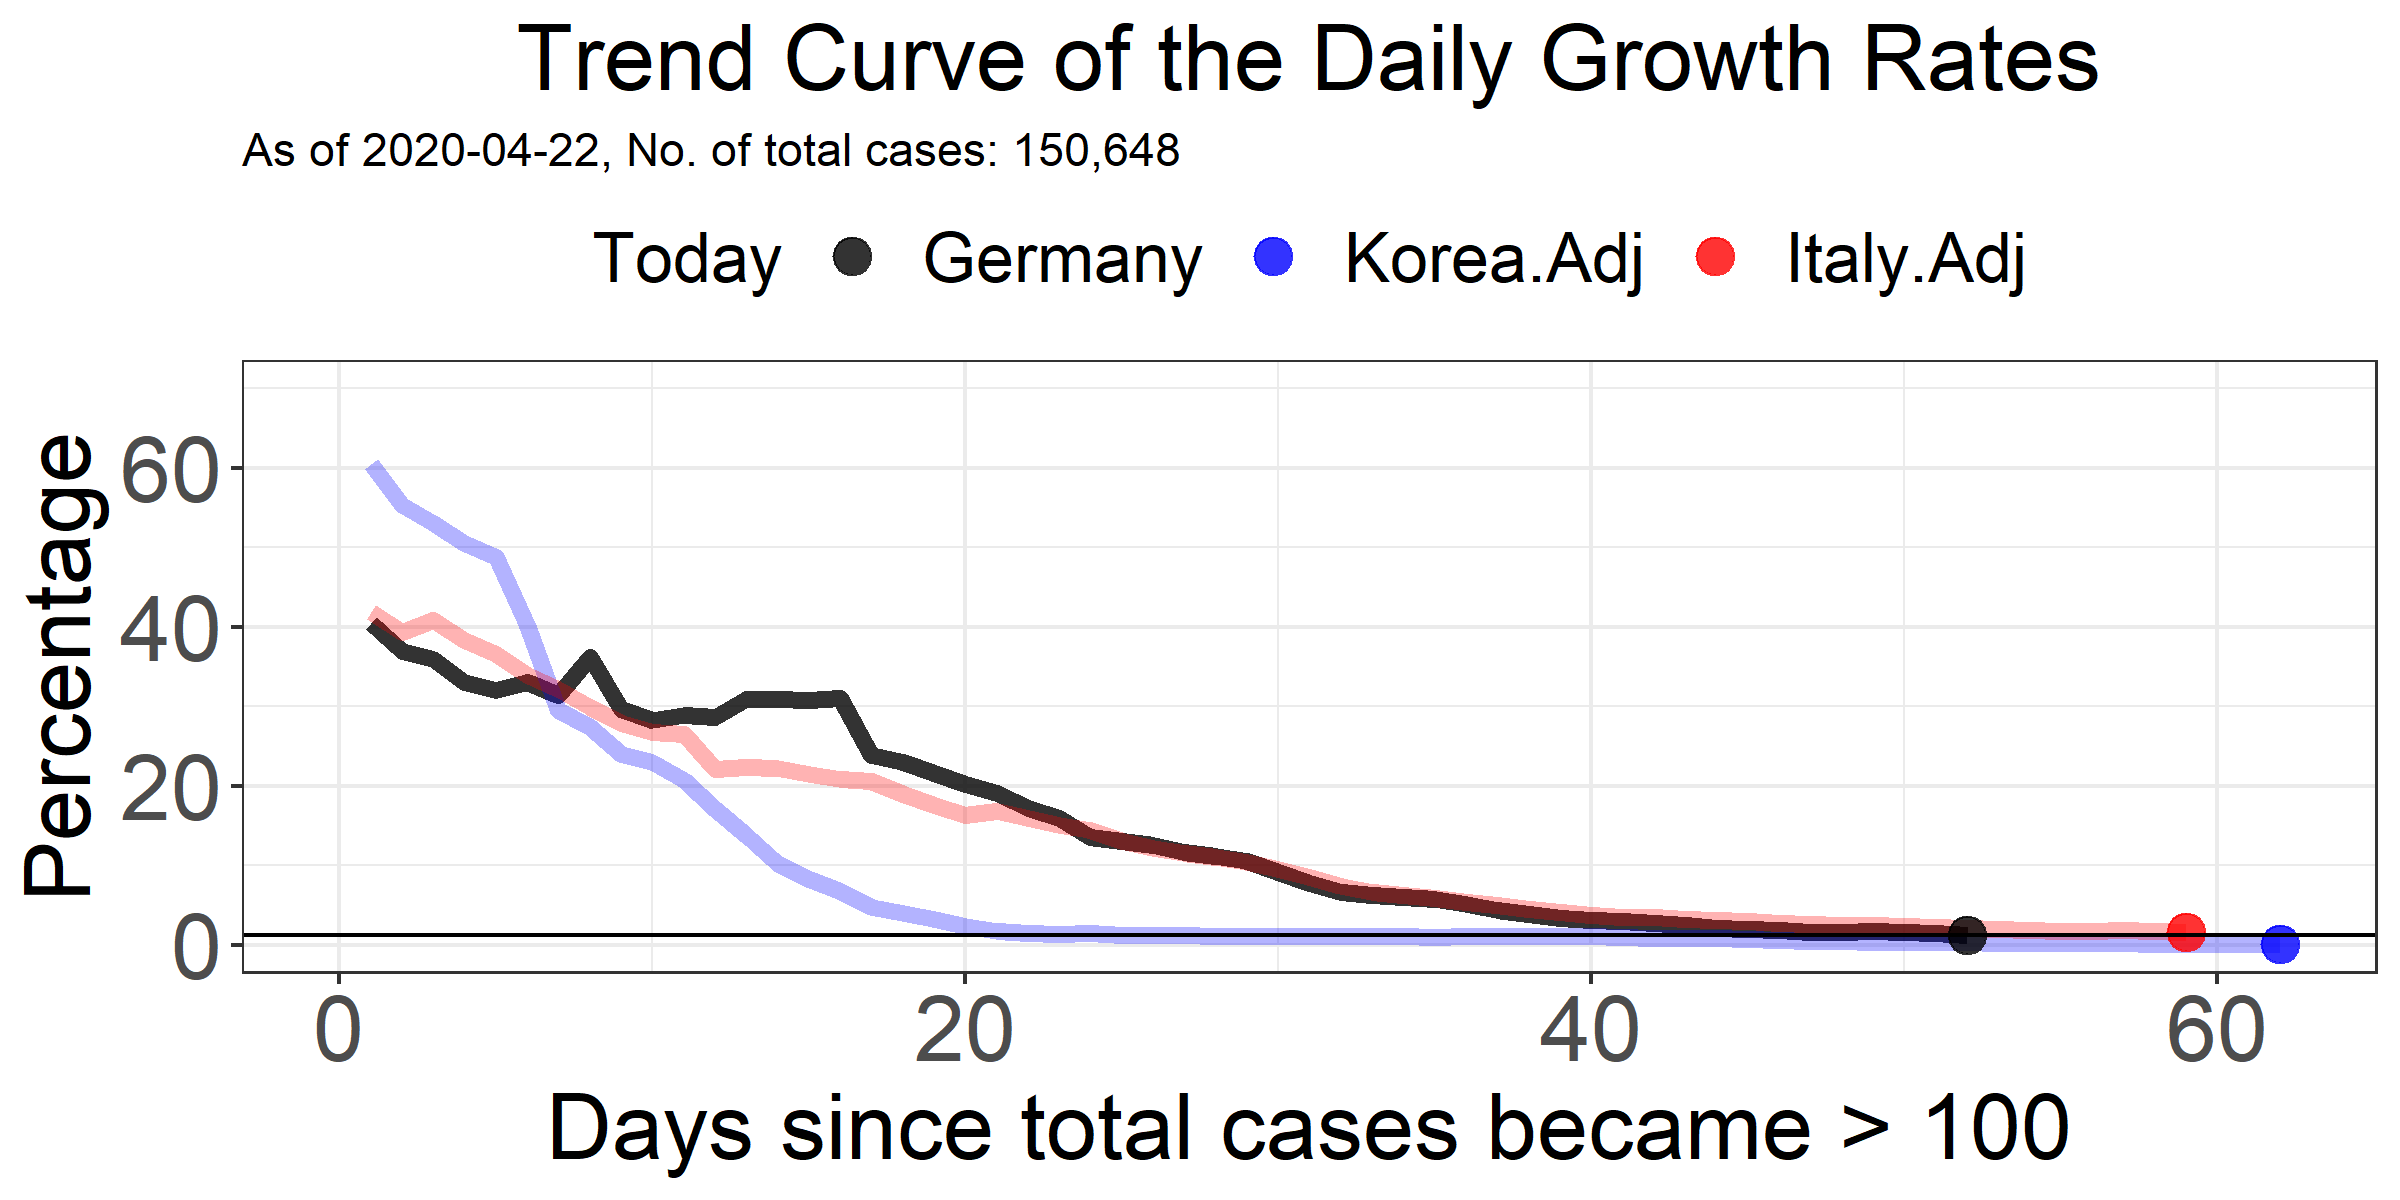 Trend Curve of the Daily Growth Rates
As of 2020-04-22, No. of total cases: 150,648
Today Germany Korea.Adj Italy.Adj
Percentage
60
40
20
0
0 20 40 60
Days since total cases became > 100